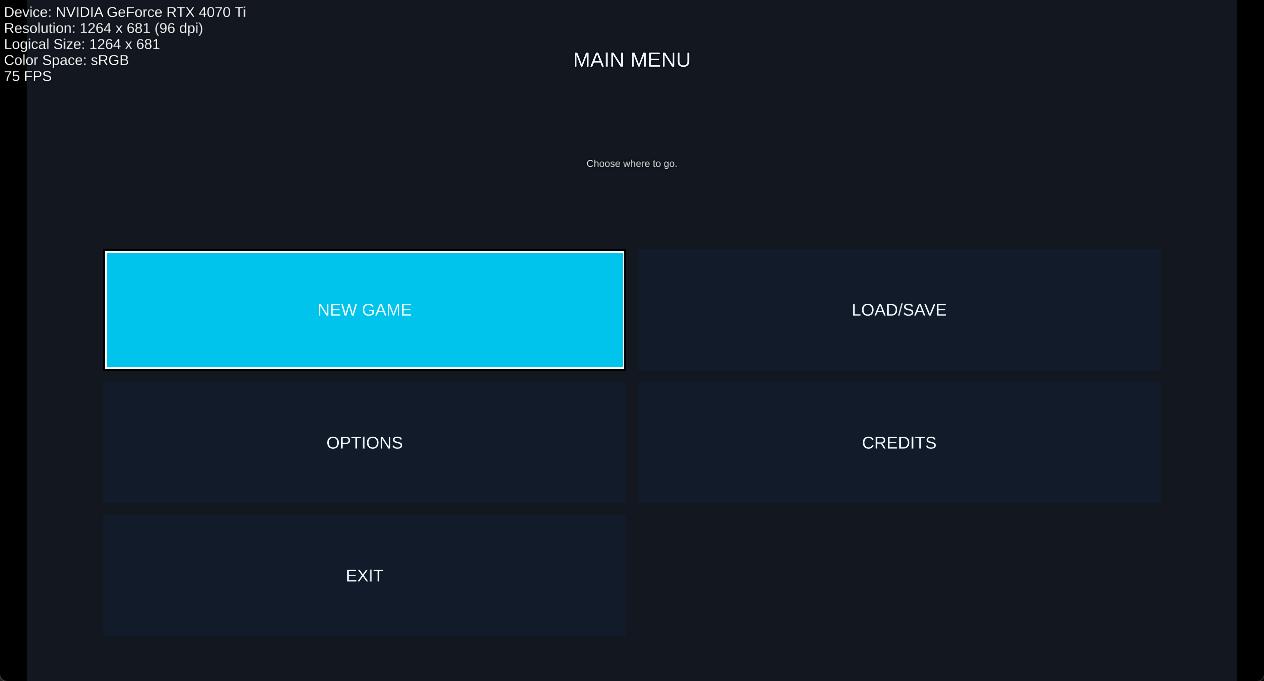 Device: NVIDIA GeForce RTX 4070 Ti
Resolution: 1264 x 681 (96 dpi)
Logical Size: 1264 x 681
Color Space: sRGB
75 FPS
MAIN MENU
Choose where to go.
NEW GAME
LOAD/SAVE
OPTIONS
CREDITS
EXIT